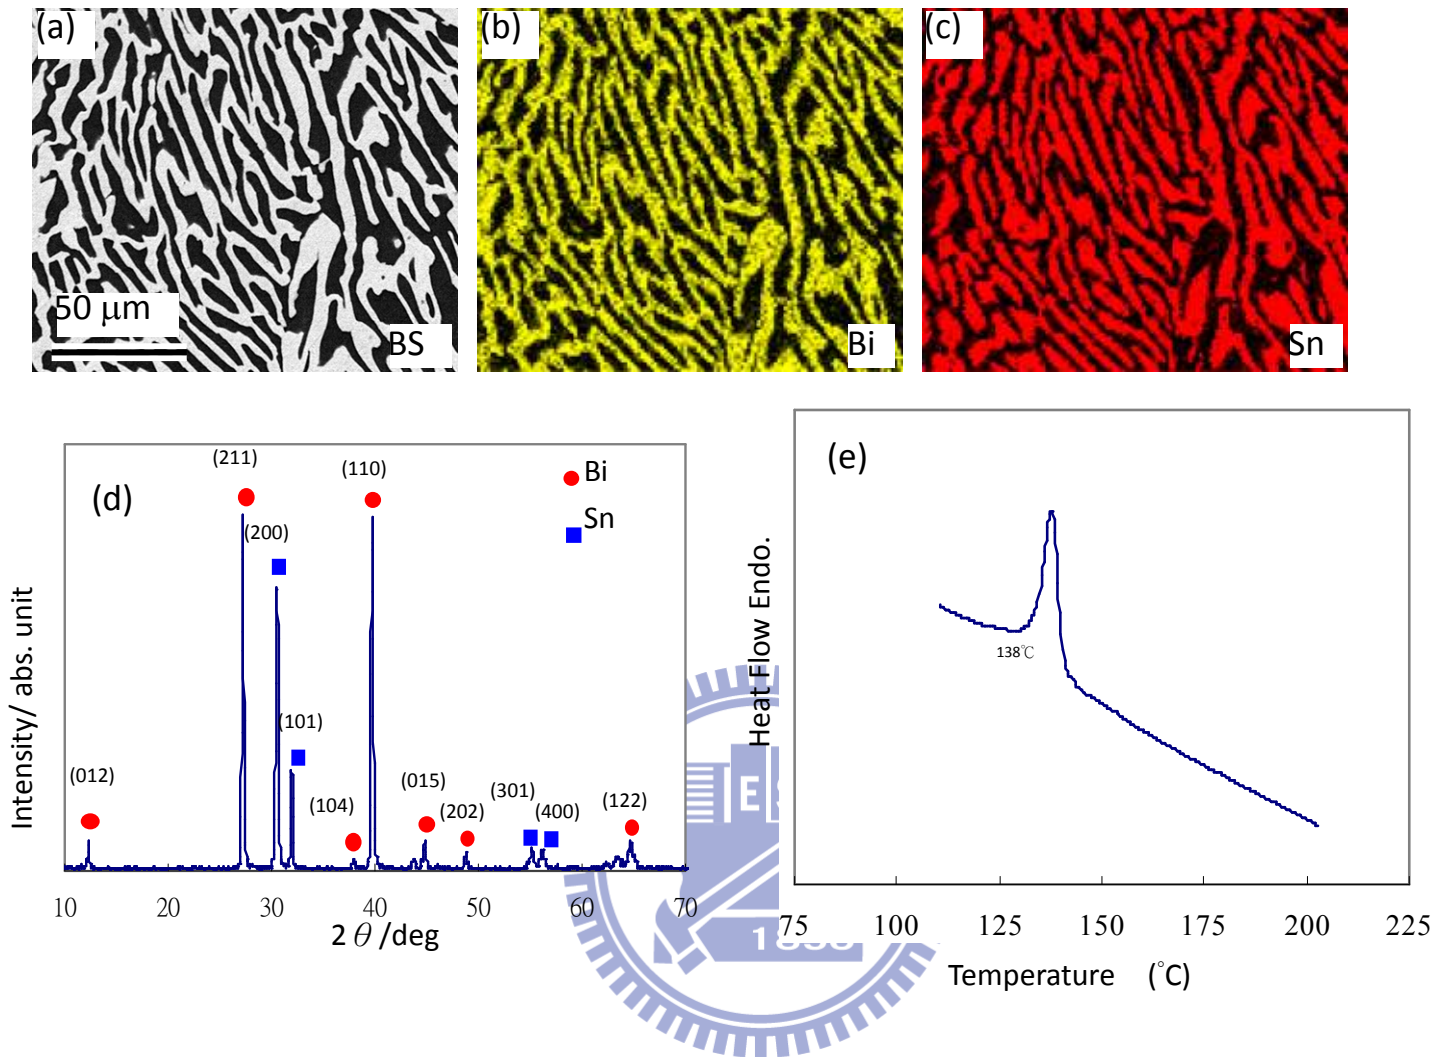 (a)
(b)
(c)
50 μm
BS
Bi
Sn
(d)
(211)
(110)
Bi
Sn
(200)
(101)
(012)
(104)
(015)
(202)
(301)
(400)
(122)
Intensity/ abs. unit
10 20 30 40 50 60 70
2 θ /deg
(e)
Heat Flow Endo.
138℃
75 100 125 150 175 200 225
Temperature (°C)
E S
1896